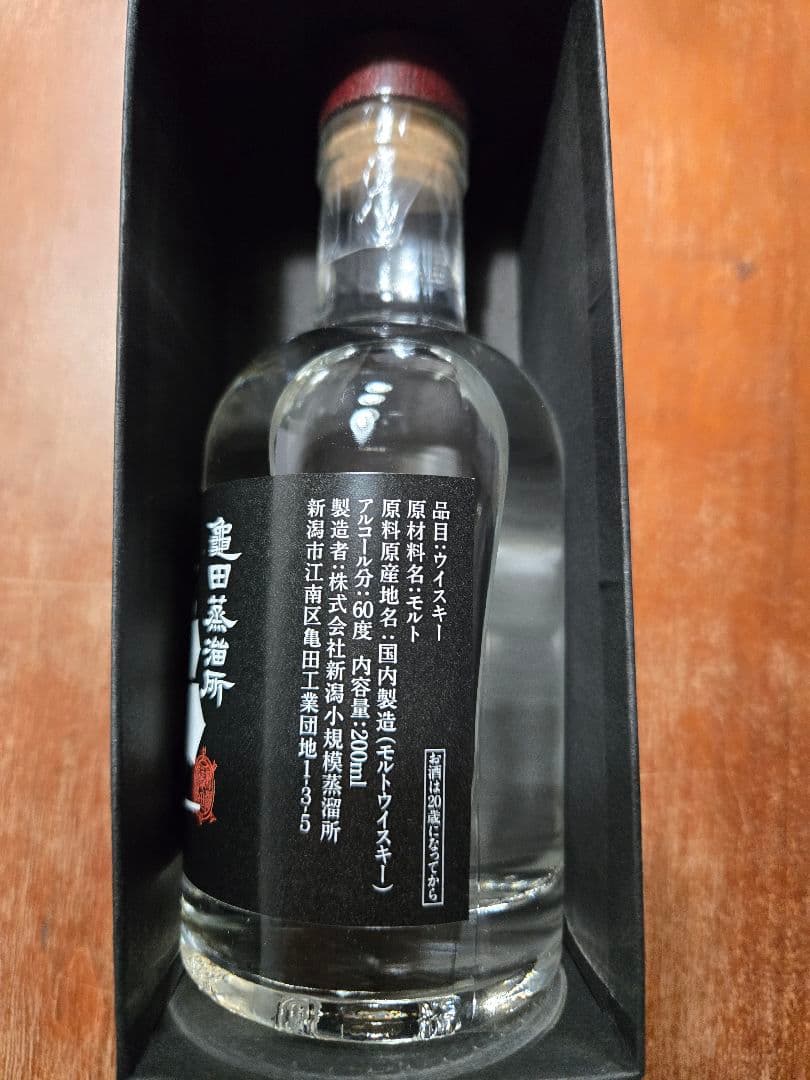 品目：ウイスキー
原材料名：モルト
原料原産地名：国内製造（モルトウイスキー）
アルコール分：60度 内容量：200ml
製造者：株式会社新潟小規模蒸溜所
新潟市江南区亀田工業団地1-3-5
お酒は20歳になってから
龜田蒸溜所